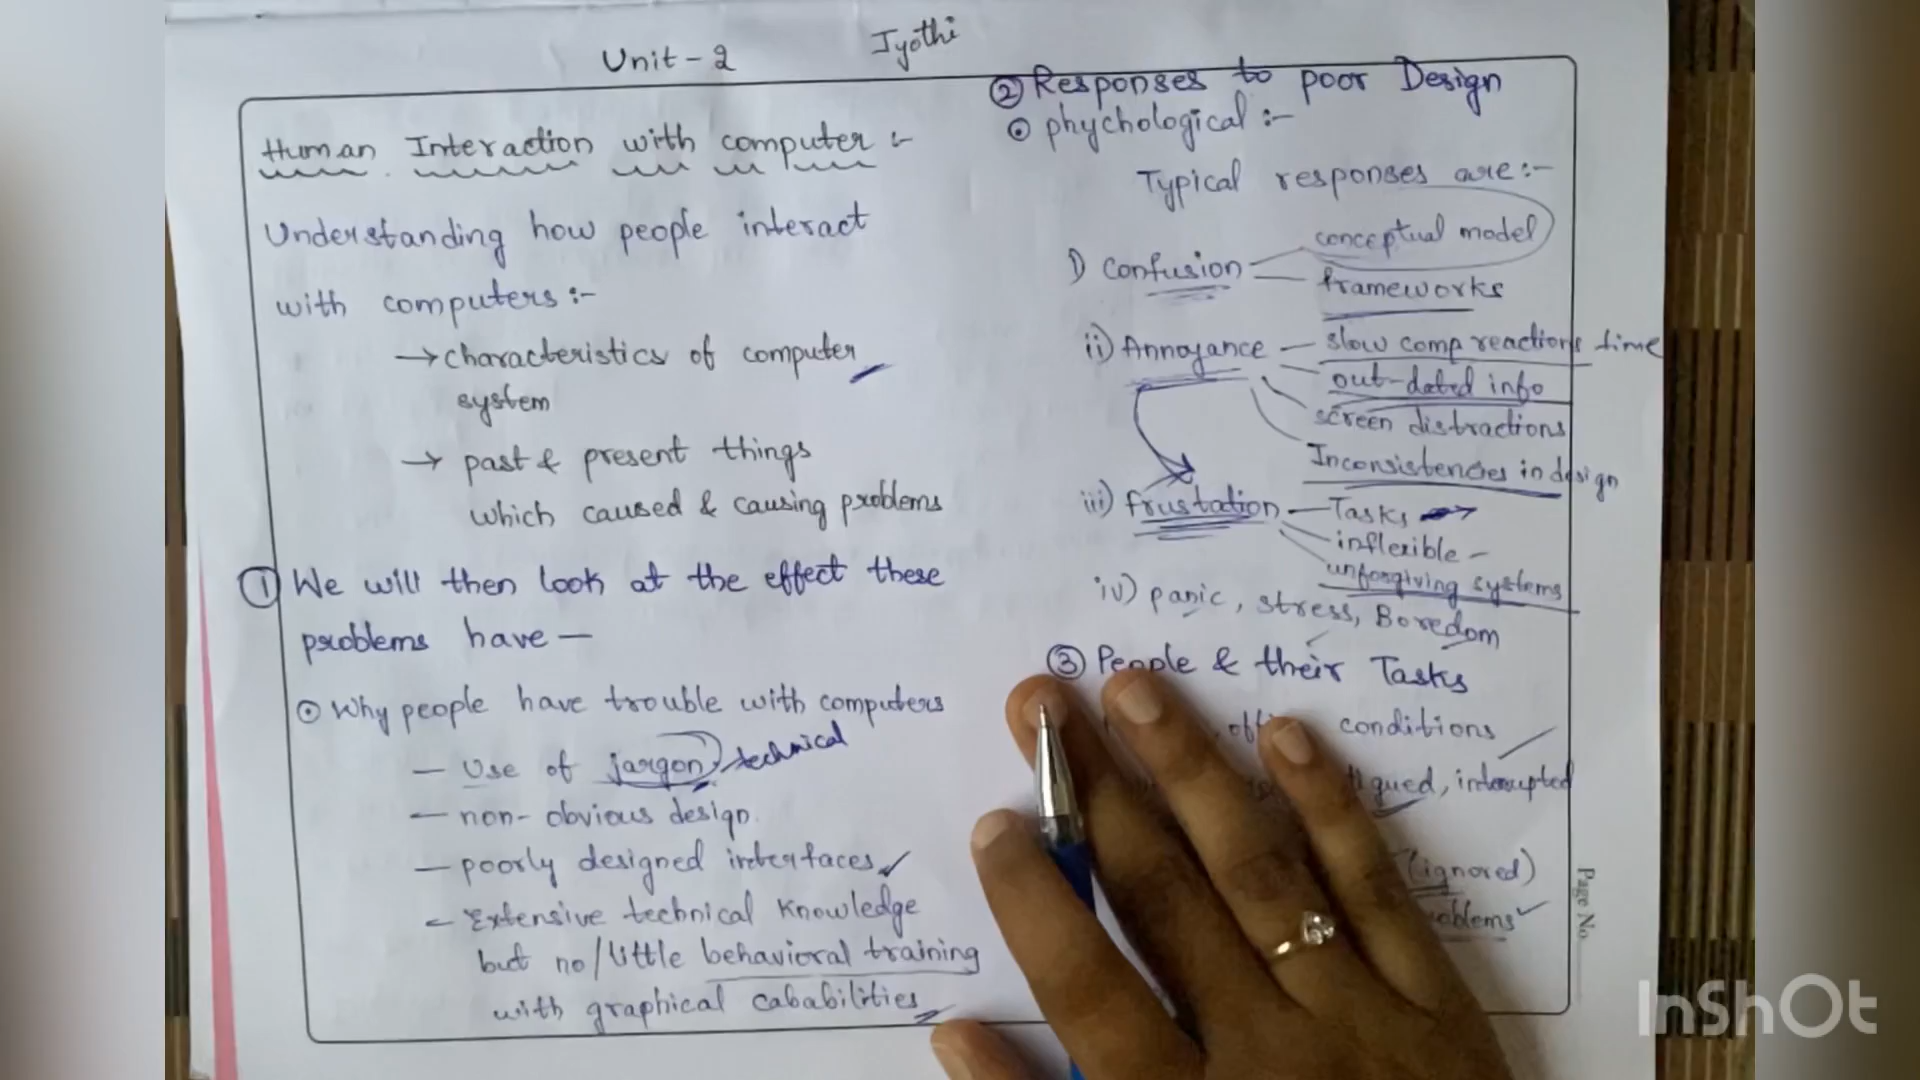 Unit-2
Jyothi
Human Interaction with computer :-
Understanding how people interact
with computers :-
→ characteristics of computer
system
→ past & present things
which caused & causing problems
① We will then look at the effect these
problems have —
⊙ Why people have trouble with computers
— Use of jargon technical
— non-obvious design.
— poorly designed interfaces ✓
— Extensive technical knowledge
but no/little behavioral training
with graphical cababilities
② Responses to poor Design
⊙ phychological :-
Typical responses are :-
i) Confusion — conceptual model
— frameworks
ii) Annoyance — slow comp reactions time
out-dated info
screen distractions
Inconsistencies in design
iii) frustation — Tasks →
inflexible -
unforgiving systems
iv) panic, stress, Boredom
③ People & their Tasks
conditions
interrupted
(ignored)
Page No.
InShOt